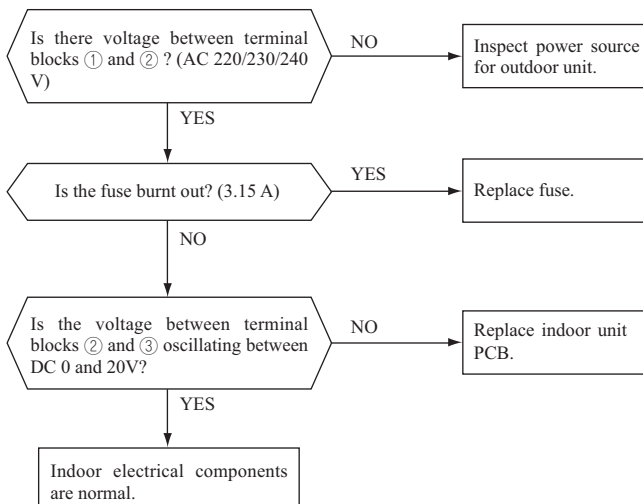 Is there voltage between terminal
blocks ① and ② ? (AC 220/230/240
V)
NO
Inspect power source
for outdoor unit.
YES
Is the fuse burnt out? (3.15 A)
YES
Replace fuse.
NO
Is the voltage between terminal
blocks ② and ③ oscillating between
DC 0 and 20V?
NO
Replace indoor unit
PCB.
YES
Indoor electrical components
are normal.